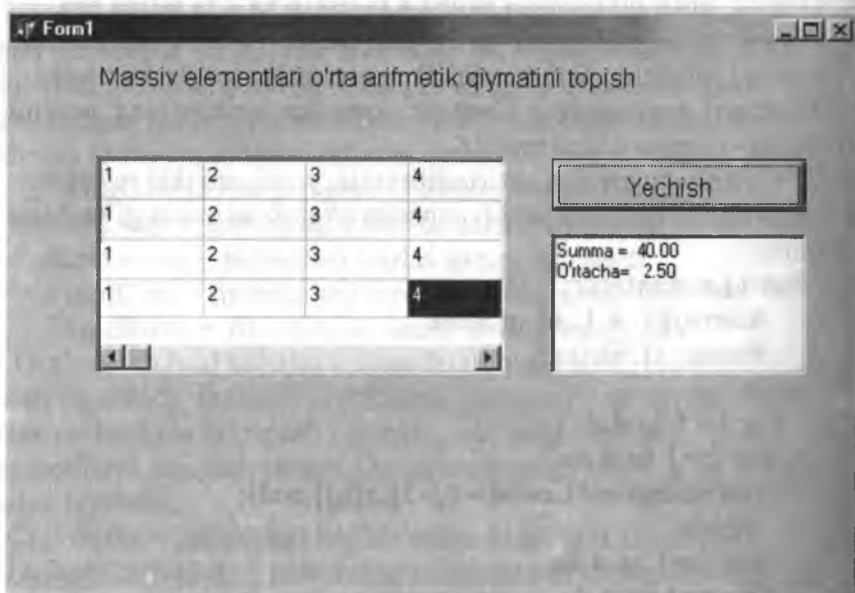 Form1
Massiv elementlari o'rta arifmetik qiymatini topish
1 2 3 4
1 2 3 4
1 2 3 4
1 2 3 4
Yechish
Summa = 40.00
O'rtacha= 2.50